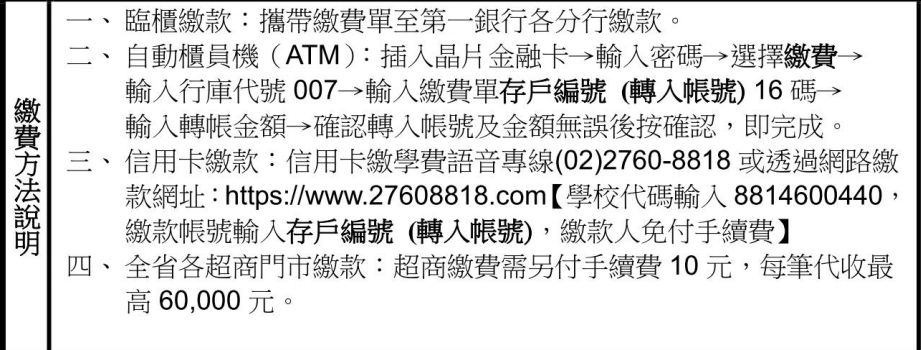 繳費方法說明
一、臨櫃繳款：攜帶繳費單至第一銀行各分行繳款。
二、自動櫃員機（ATM）：插入晶片金融卡→輸入密碼→選擇繳費→
輸入行庫代號 007→輸入繳費單存戶編號 (轉入帳號) 16 碼→
輸入轉帳金額→確認轉入帳號及金額無誤後按確認，即完成。
三、信用卡繳款：信用卡繳學費語音專線(02)2760-8818 或透過網路繳
款網址：https://www.27608818.com【學校代碼輸入 8814600440，
繳款帳號輸入存戶編號 (轉入帳號)，繳款人免付手續費】
四、全省各超商門市繳款：超商繳費需另付手續費 10 元，每筆代收最
高 60,000 元。